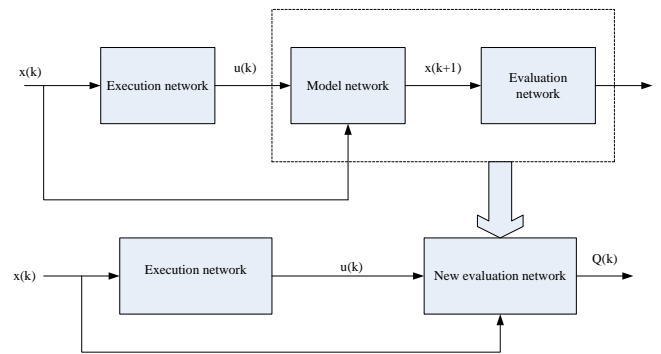 x(k)
Execution network
u(k)
Model network
x(k+1)
Evaluation
network
x(k)
Execution network
u(k)
New evaluation network
Q(k)